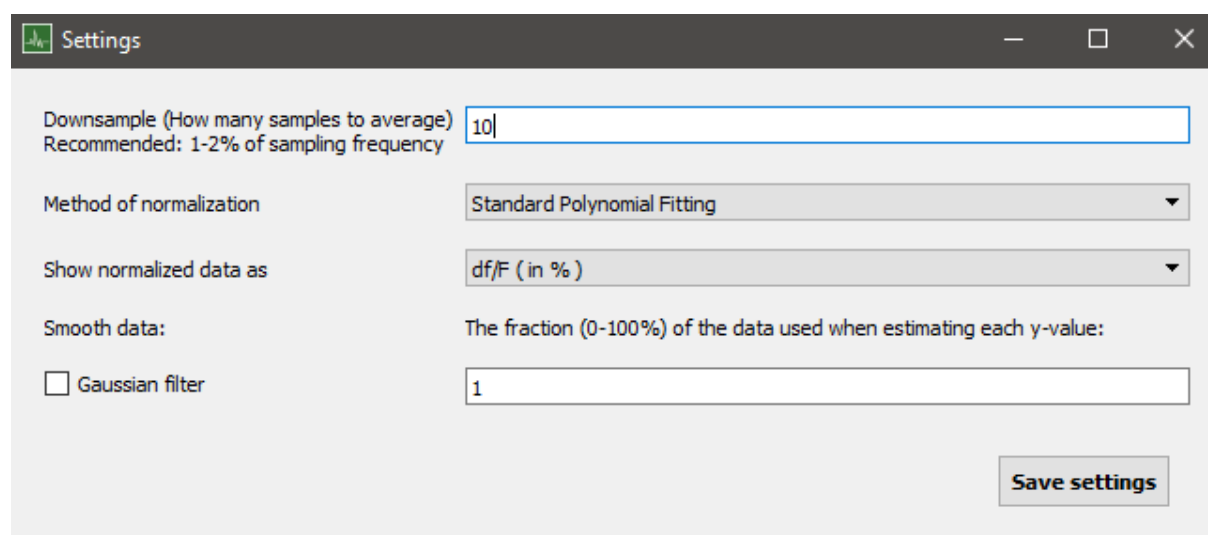 Settings
Downsample (How many samples to average)
Recommended: 1-2% of sampling frequency
10
Method of normalization
Standard Polynomial Fitting
Show normalized data as
df/F ( in % )
Smooth data:
The fraction (0-100%) of the data used when estimating each y-value:
Gaussian filter
1
Save settings